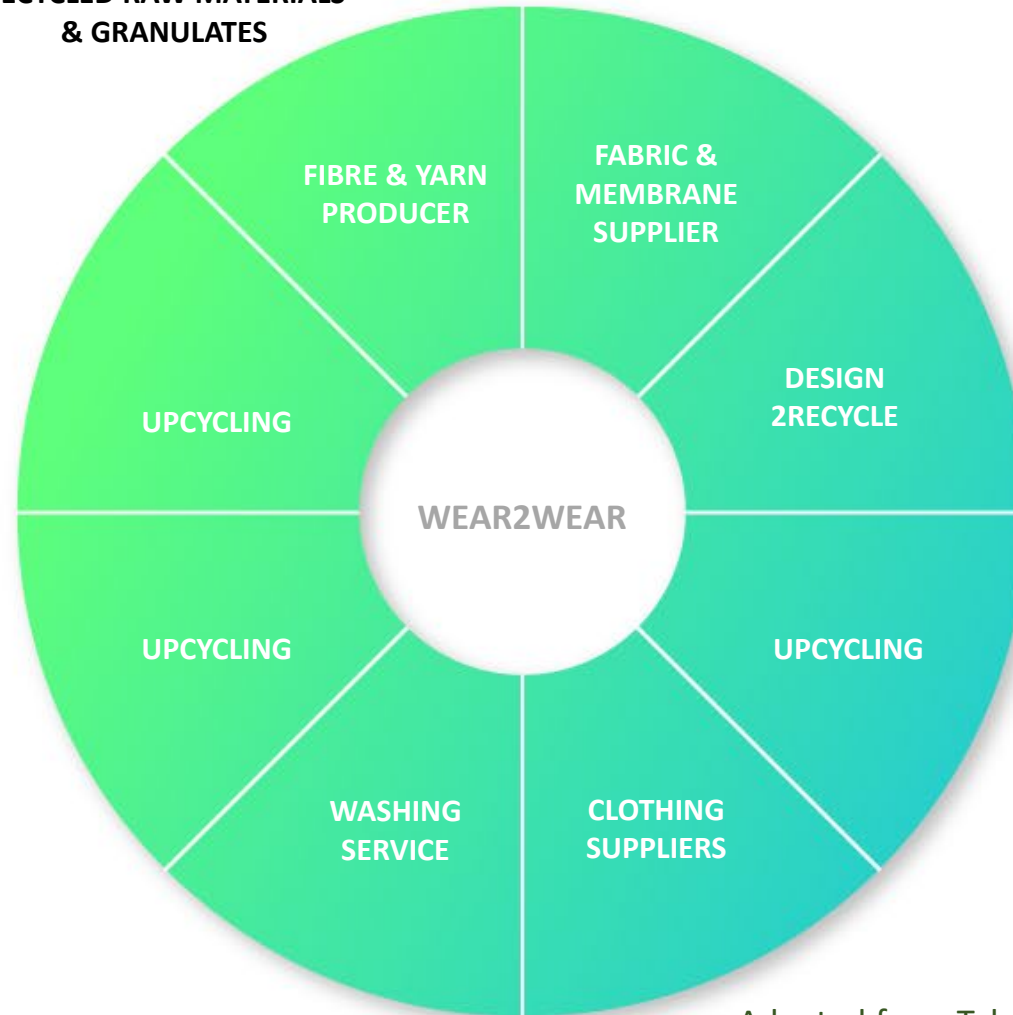 & GRANULATES
FIBRE & YARN
PRODUCER
FABRIC &
MEMBRANE
SUPPLIER
DESIGN
2RECYCLE
UPCYCLING
WEAR2WEAR
UPCYCLING
UPCYCLING
WASHING
SERVICE
CLOTHING
SUPPLIERS